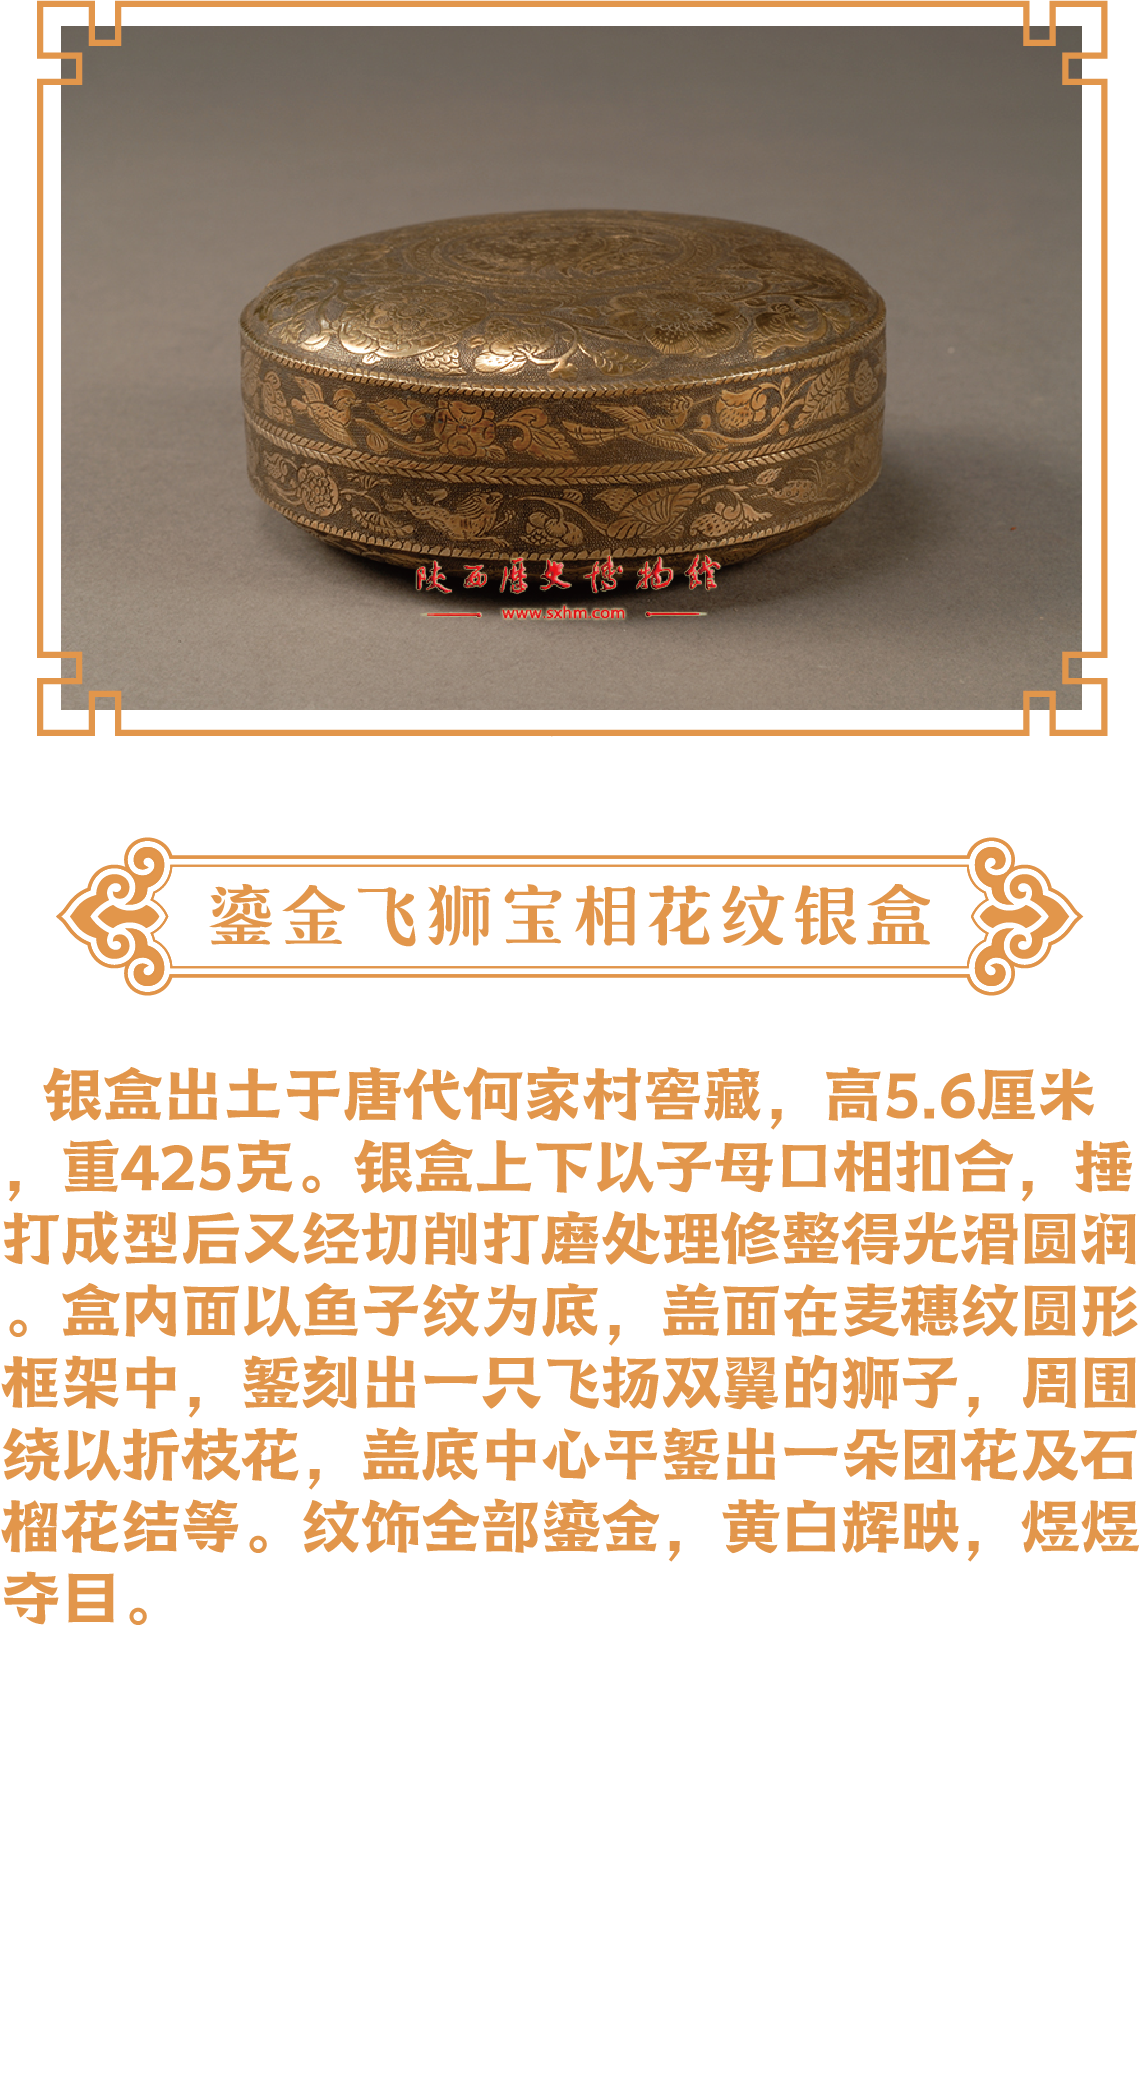 陕西历史博物馆
www.sxhm.com
鎏金飞狮宝相花纹银盒
银盒出土于唐代何家村窖藏，高5.6厘米
，重425克。银盒上下以子母口相扣合，捶
打成型后又经切削打磨处理修整得光滑圆润
。盒内面以鱼子纹为底，盖面在麦穗纹圆形
框架中，錾刻出一只飞扬双翼的狮子，周围
绕以折枝花，盖底中心平錾出一朵团花及石
榴花结等。纹饰全部鎏金，黄白辉映，煜煜
夺目。